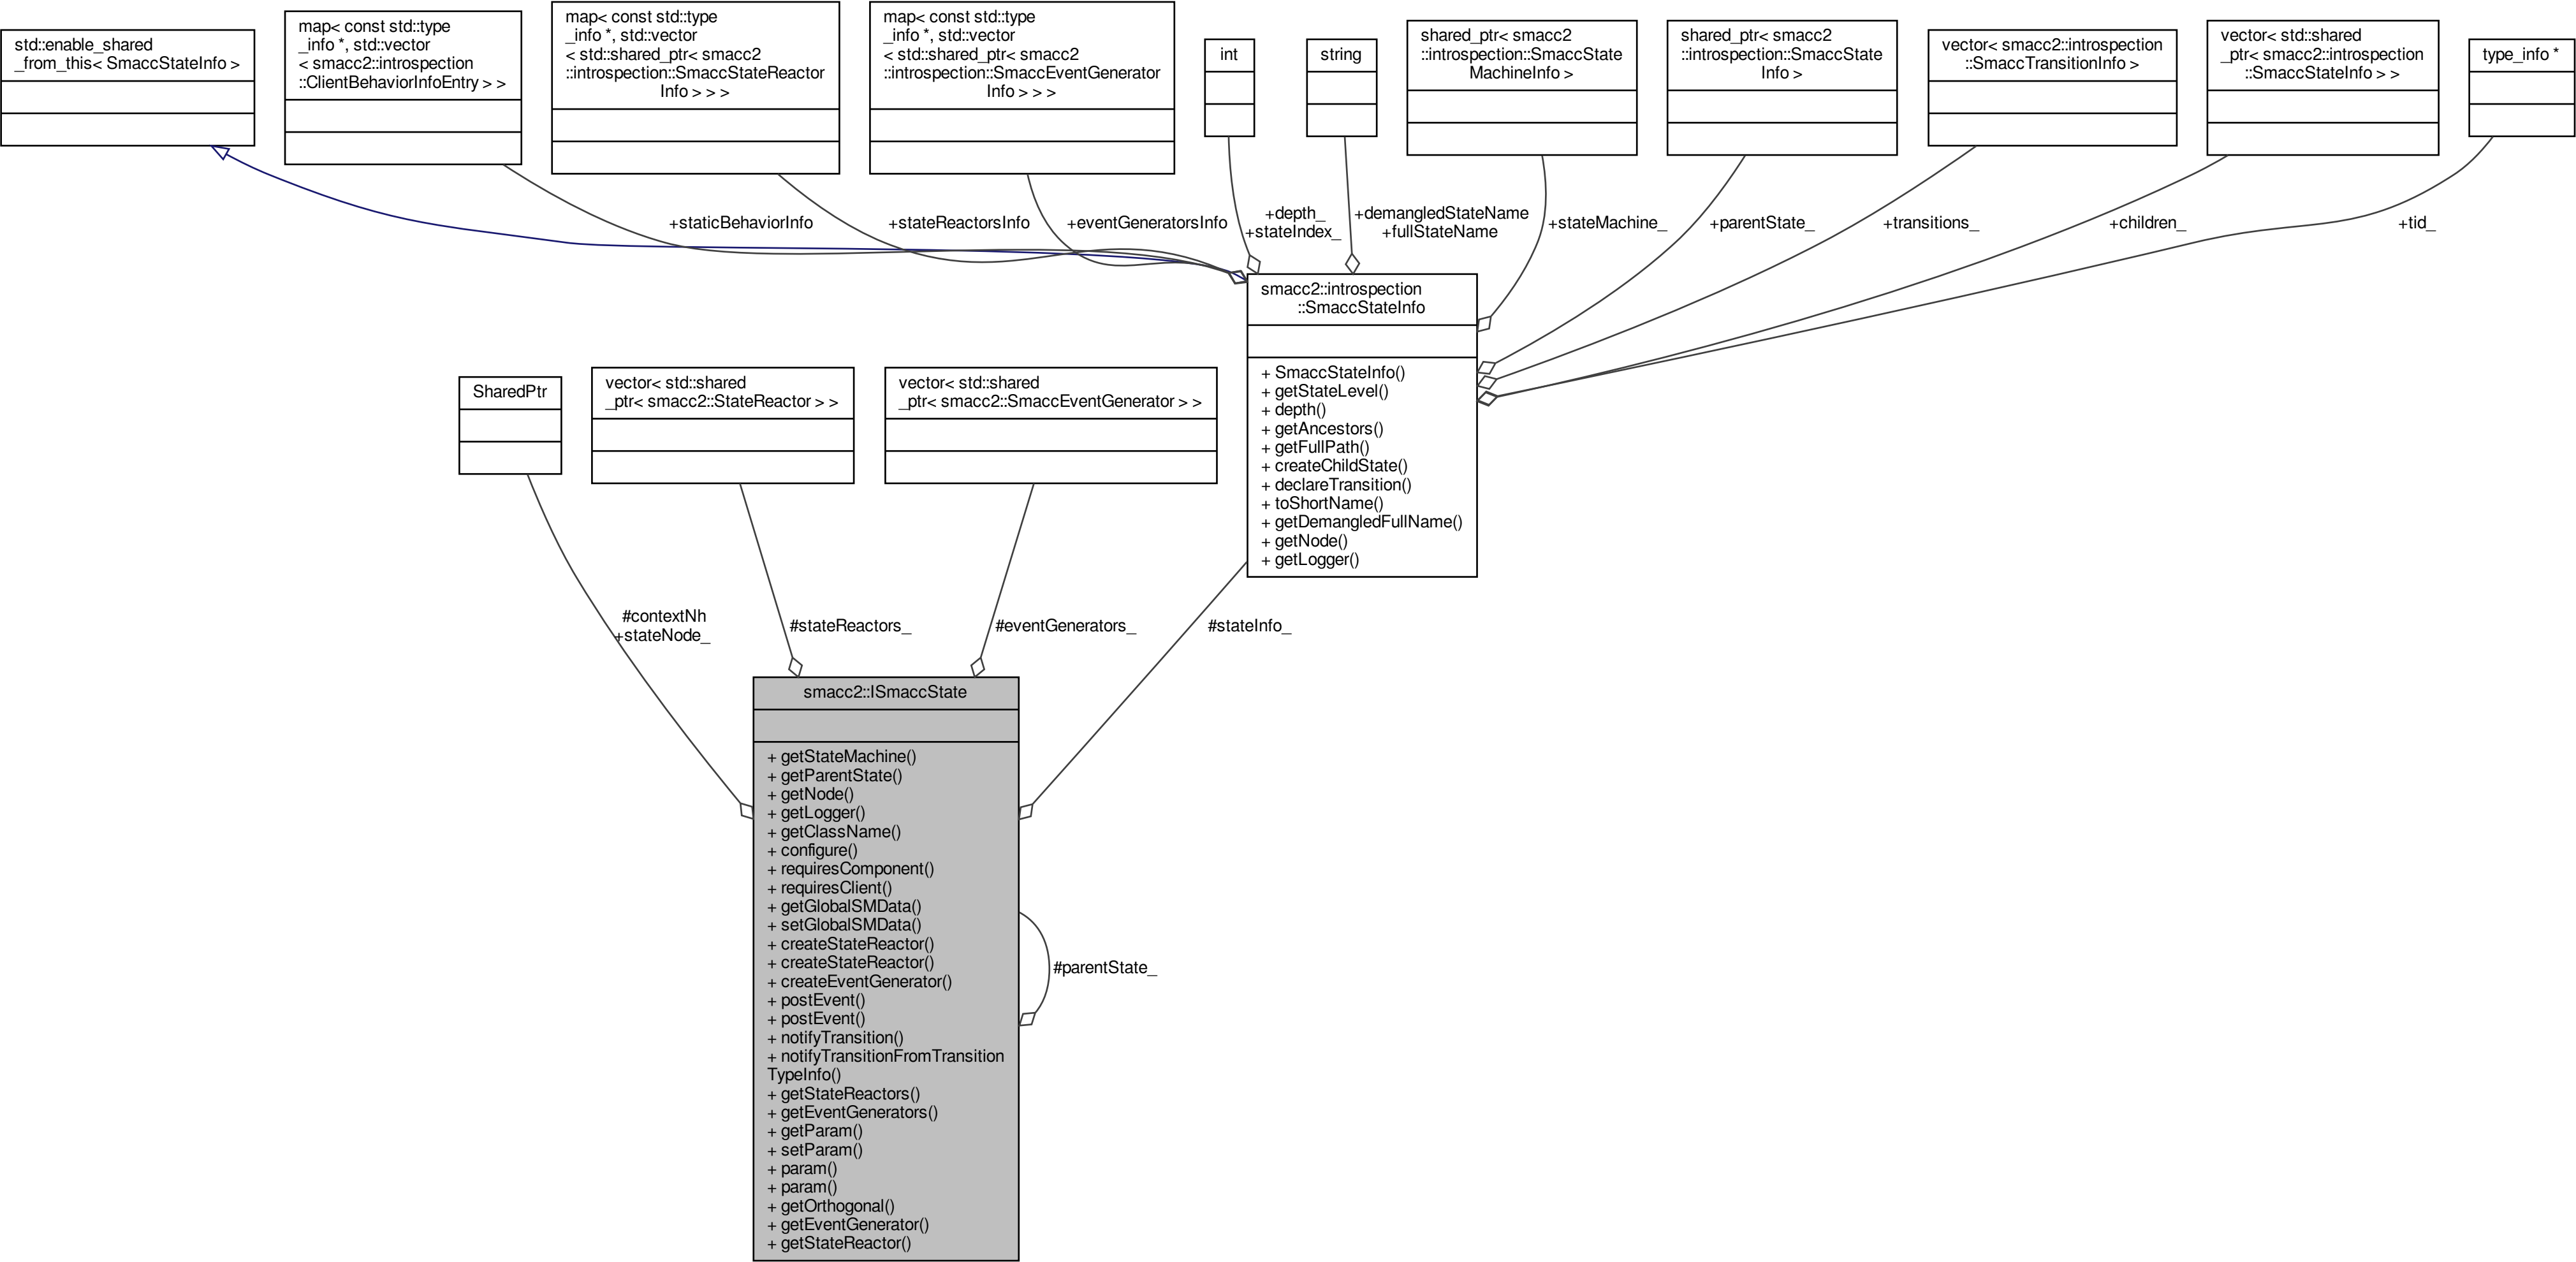 std::enable_shared
_from_this< SmaccStateInfo >
map< const std::type
_info *, std::vector
< smacc2::introspection
::ClientBehaviorInfoEntry > >
map< const std::type
_info *, std::vector
< std::shared_ptr< smacc2
::introspection::SmaccStateReactor
Info > > >
map< const std::type
_info *, std::vector
< std::shared_ptr< smacc2
::introspection::SmaccEventGenerator
Info > > >
int
string
shared_ptr< smacc2
::introspection::SmaccState
MachineInfo >
shared_ptr< smacc2
::introspection::SmaccState
Info >
vector< smacc2::introspection
::SmaccTransitionInfo >
vector< std::shared
_ptr< smacc2::introspection
::SmaccStateInfo > >
type_info *
+staticBehaviorInfo
+stateReactorsInfo
+eventGeneratorsInfo
+depth_
+stateIndex_
+demangledStateName
+fullStateName
+stateMachine_
+parentState_
+transitions_
+children_
+tid_
smacc2::introspection
::SmaccStateInfo
+ SmaccStateInfo()
+ getStateLevel()
+ depth()
+ getAncestors()
+ getFullPath()
+ createChildState()
+ declareTransition()
+ toShortName()
+ getDemangledFullName()
+ getNode()
+ getLogger()
SharedPtr
vector< std::shared
_ptr< smacc2::StateReactor > >
vector< std::shared
_ptr< smacc2::SmaccEventGenerator > >
#contextNh
+stateNode_
#stateReactors_
#eventGenerators_
#stateInfo_
smacc2::ISmaccState
+ getStateMachine()
+ getParentState()
+ getNode()
+ getLogger()
+ getClassName()
+ configure()
+ requiresComponent()
+ requiresClient()
+ getGlobalSMData()
+ setGlobalSMData()
+ createStateReactor()
+ createStateReactor()
+ createEventGenerator()
+ postEvent()
+ postEvent()
+ notifyTransition()
+ notifyTransitionFromTransition
TypeInfo()
+ getStateReactors()
+ getEventGenerators()
+ getParam()
+ setParam()
+ param()
+ param()
+ getOrthogonal()
+ getEventGenerator()
+ getStateReactor()
#parentState_